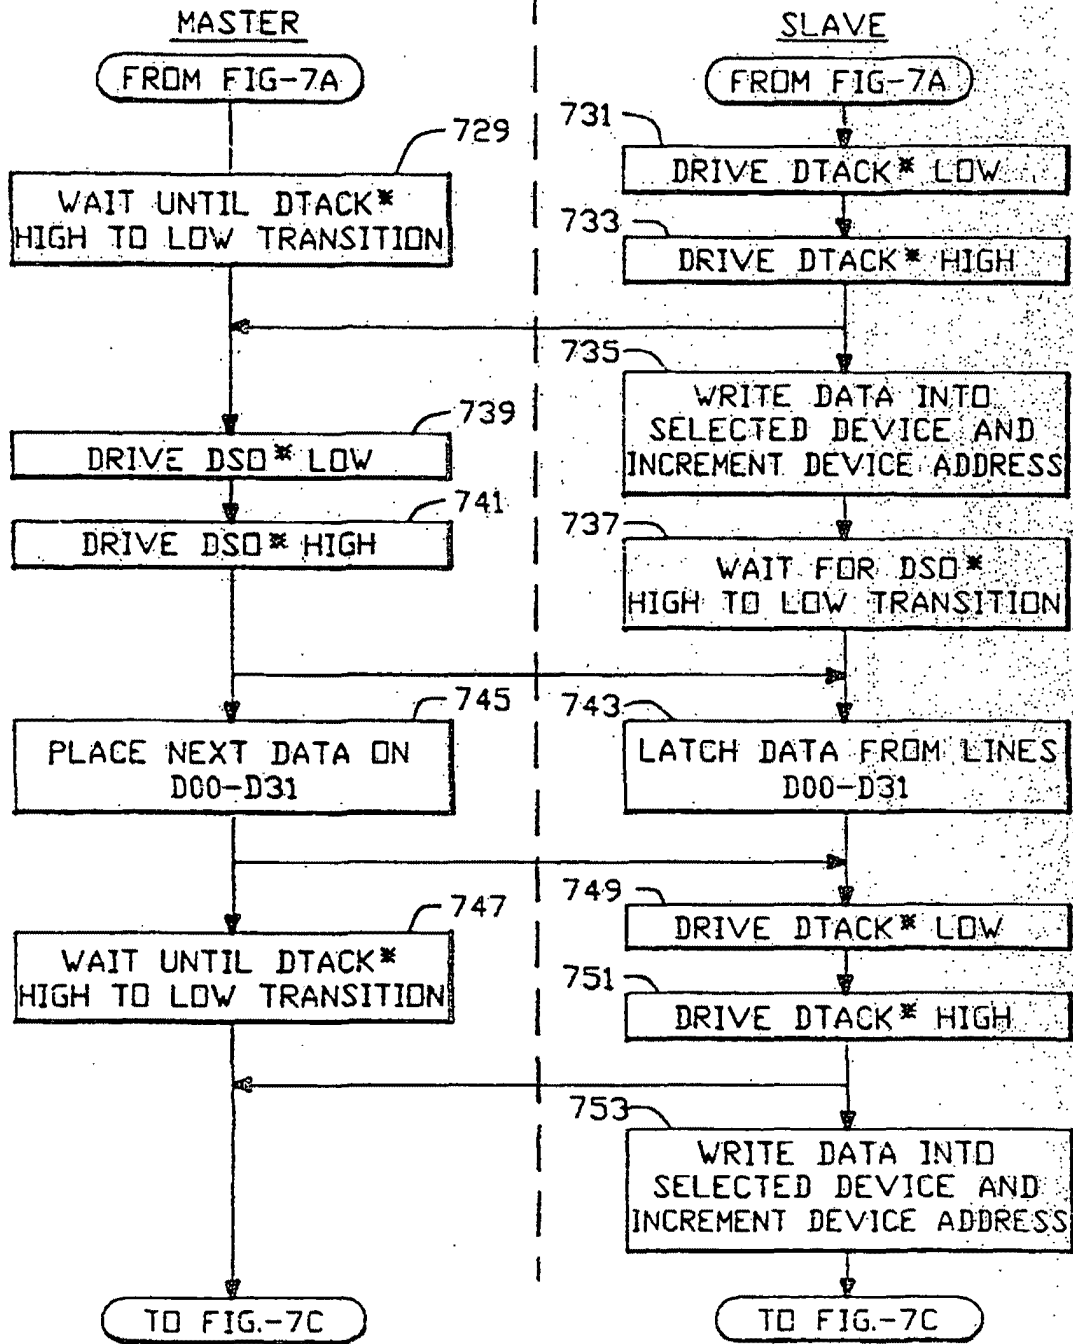 MASTER
FROM FIG-7A
729
WAIT UNTIL DTACK*
HIGH TO LOW TRANSITION
739
DRIVE DS0* LOW
741
DRIVE DS0* HIGH
745
PLACE NEXT DATA ON
D00-D31
747
WAIT UNTIL DTACK*
HIGH TO LOW TRANSITION
TO FIG.-7C
SLAVE
FROM FIG-7A
731
DRIVE DTACK* LOW
733
DRIVE DTACK* HIGH
735
WRITE DATA INTO
SELECTED DEVICE AND
INCREMENT DEVICE ADDRESS
737
WAIT FOR DS0*
HIGH TO LOW TRANSITION
743
LATCH DATA FROM LINES
D00-D31
749
DRIVE DTACK* LOW
751
DRIVE DTACK* HIGH
753
WRITE DATA INTO
SELECTED DEVICE AND
INCREMENT DEVICE ADDRESS
TO FIG.-7C